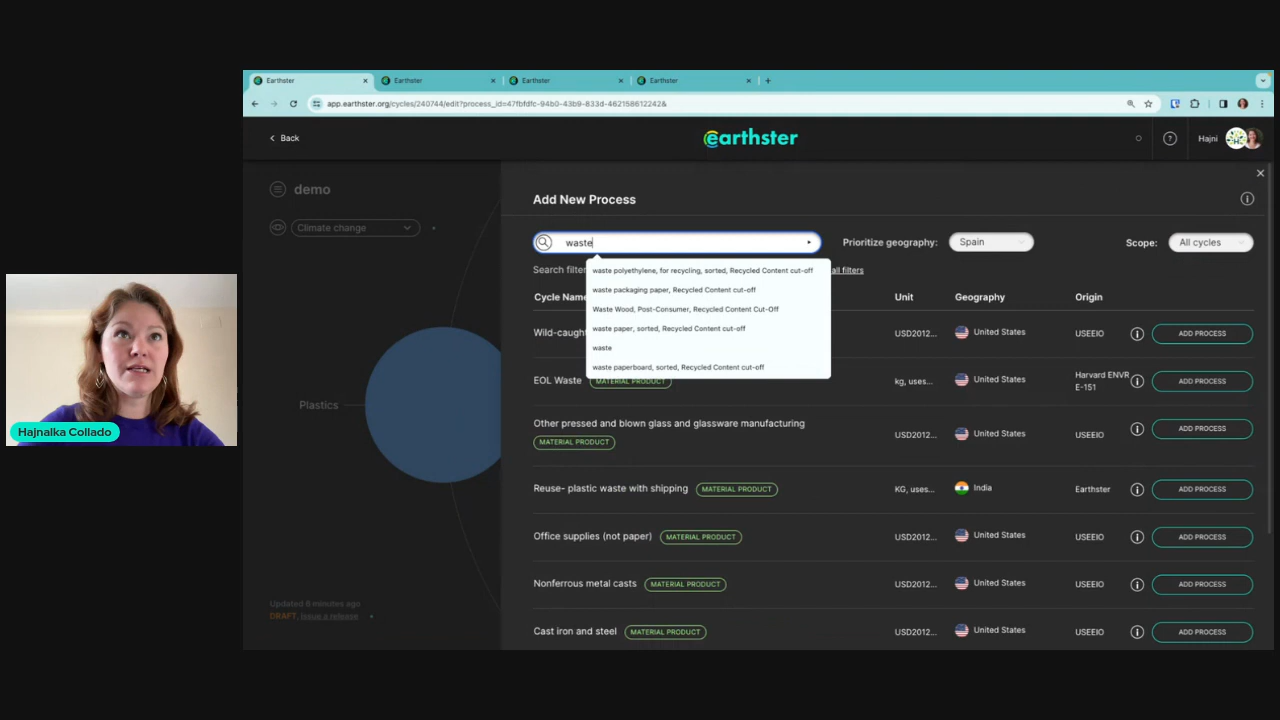 Earthster
Earthster
Earthster
Earthster
app.earthster.org/cycles/240744/edit?process_id=47fbfdfc-94b0-43b9-833d-462158612242&
Back
earthster
Hajni
demo
Climate change
Add New Process
waste
Prioritize geography:
Spain
Scope:
All cycles
Search filter
all filters
waste polyethylene, for recycling, sorted, Recycled Content cut-off
waste packaging paper, Recycled Content cut-off
Waste Wood, Post-Consumer, Recycled Content Cut-Off
waste paper, sorted, Recycled Content cut-off
waste
waste paperboard, sorted, Recycled Content cut-off
Cycle Name
Unit
Geography
Origin
Wild-caught
USD2012...
United States
USEEIO
ADD PROCESS
EOL Waste
MATERIAL PRODUCT
kg, uses...
United States
Harvard ENVR
E-151
ADD PROCESS
Other pressed and blown glass and glassware manufacturing
MATERIAL PRODUCT
USD2012...
United States
USEEIO
ADD PROCESS
Reuse- plastic waste with shipping
MATERIAL PRODUCT
KG, uses...
India
Earthster
ADD PROCESS
Office supplies (not paper)
MATERIAL PRODUCT
USD2012...
United States
USEEIO
ADD PROCESS
Nonferrous metal casts
MATERIAL PRODUCT
USD2012...
United States
USEEIO
ADD PROCESS
Cast iron and steel
MATERIAL PRODUCT
USD2012...
United States
USEEIO
ADD PROCESS
Plastics
Updated 6 minutes ago
DRAFT, Issue a release
Hajnalka Collado